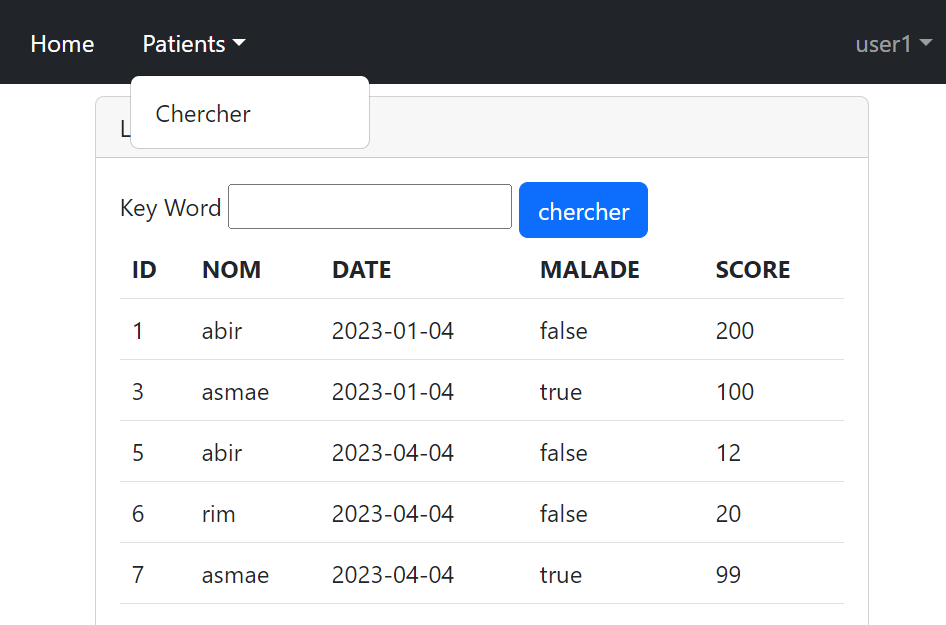 Home Patients user1
Chercher
L
Key Word chercher
ID NOM DATE MALADE SCORE
1 abir 2023-01-04 false 200
3 asmae 2023-01-04 true 100
5 abir 2023-04-04 false 12
6 rim 2023-04-04 false 20
7 asmae 2023-04-04 true 99